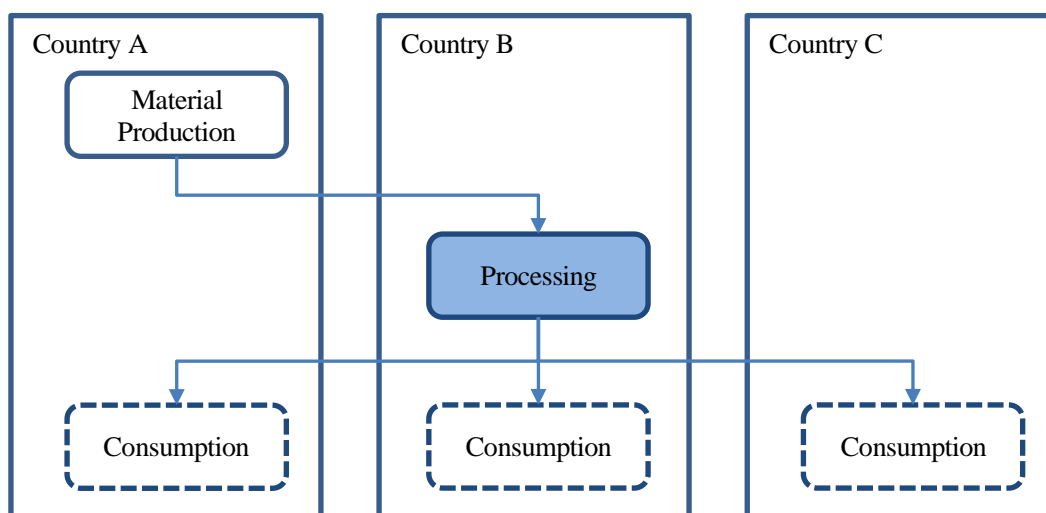 Country A
Country B
Country C
Material
Production
Processing
Consumption
Consumption
Consumption